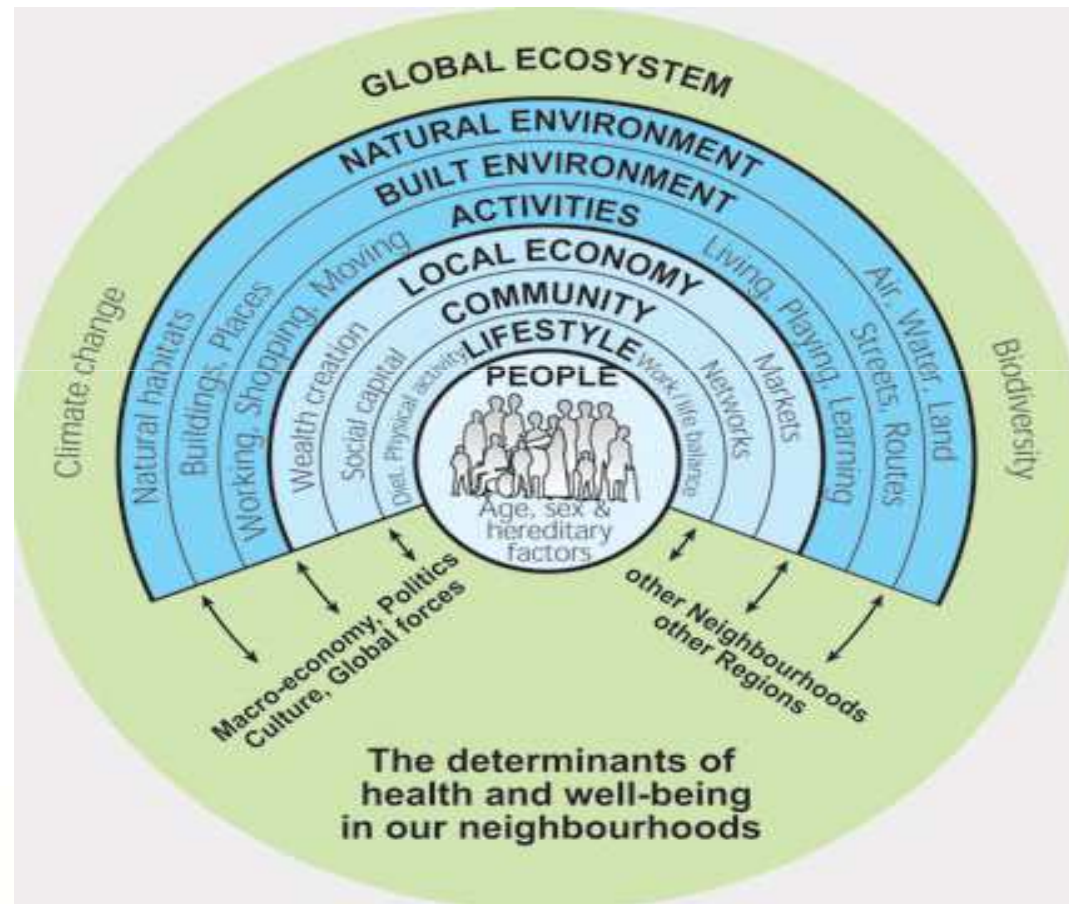 GLOBAL ECOSYSTEM
NATURAL ENVIRONMENT
BUILT ENVIRONMENT
ACTIVITIES
LOCAL ECONOMY
COMMUNITY
LIFESTYLE
PEOPLE
Age, sex &
hereditary
factors
Climate change
Natural habitats
Buildings, Places
Working, Shopping, Moving
Wealth creation
Social capital
Diet, Physical activity
Work/life balance
Networks
Markets
Living, Playing, Learning
Streets, Routes
Air, Water, Land
Biodiversity
Macro-economy, Politics
Culture, Global forces
other Neighbourhoods
other Regions
The determinants of
health and well-being
in our neighbourhoods